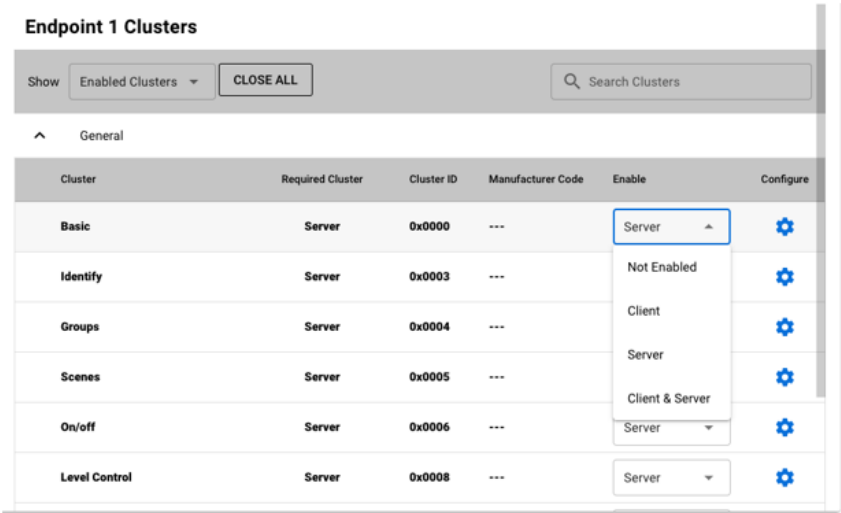 Endpoint 1 Clusters
Show Enabled Clusters CLOSE ALL Search Clusters
General
Cluster Required Cluster Cluster ID Manufacturer Code Enable Configure
Basic Server 0x0000 --- Server
Not Enabled
Identify Server 0x0003 ---
Client
Groups Server 0x0004 ---
Server
Scenes Server 0x0005 ---
Client & Server
On/off Server 0x0006 --- Server
Level Control Server 0x0008 --- Server